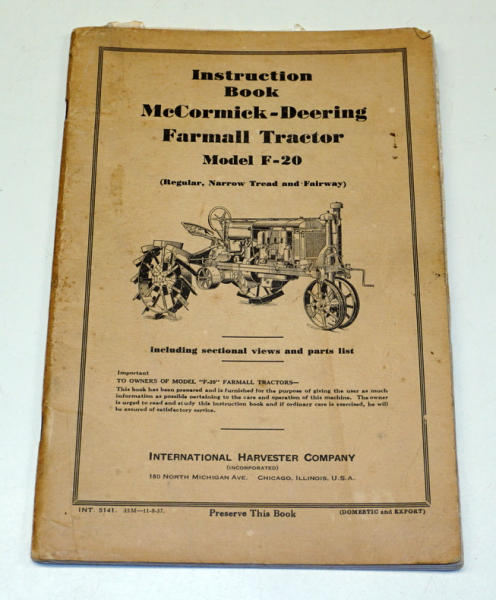 Instruction
Book
McCormick-Deering
Farmall Tractor
Model F-20
(Regular, Narrow Tread and Fairway)
including sectional views and parts list
Important
TO OWNERS OF MODEL "F-20" FARMALL TRACTORS—
This book has been prepared and is furnished for the purpose of giving the user as much
information as possible pertaining to the care and operation of this machine. The owner
is urged to read and study this instruction book and if ordinary care is exercised, he will
be assured of satisfactory service.
INTERNATIONAL HARVESTER COMPANY
(INCORPORATED)
180 NORTH MICHIGAN AVE. CHICAGO, ILLINOIS, U.S.A.
INT. 5141. 35M—11-8-37. Preserve This Book (DOMESTIC and EXPORT)